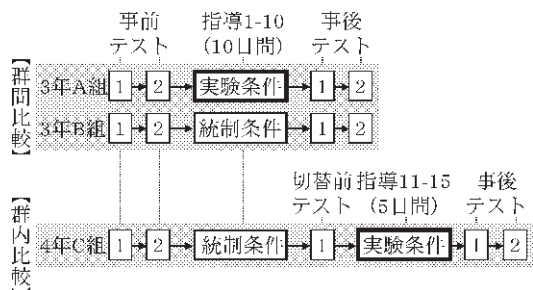 事前 指導1-10 事後
テスト (10日間) テスト
【群間比較】
3年A組 1 2 実験条件 1 2
3年B組 1 2 統制条件 1 2
切替前 指導11-15 事後
テスト (5日間) テスト
【群内比較】
4年C組 1 2 統制条件 1 実験条件 1 2